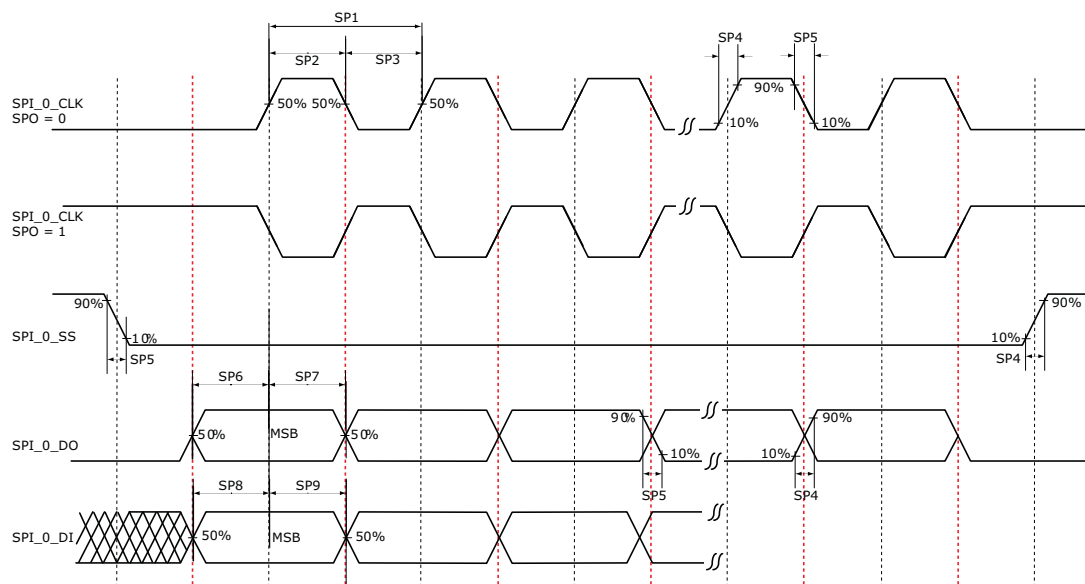 SP1
SP4 SP5
SP2 SP3
90%
SPI_0_CLK
SPO = 0
50% 50% 50%
10% 10%
SPI_0_CLK
SPO = 1
90% 90%
SPI_0_SS
10% 10%
SP5 SP4
SP6 SP7
90% 90%
SPI_0_DO
50% MSB 50%
10% 10%
SP5 SP4
SP8 SP9
SPI_0_DI
50% MSB 50%